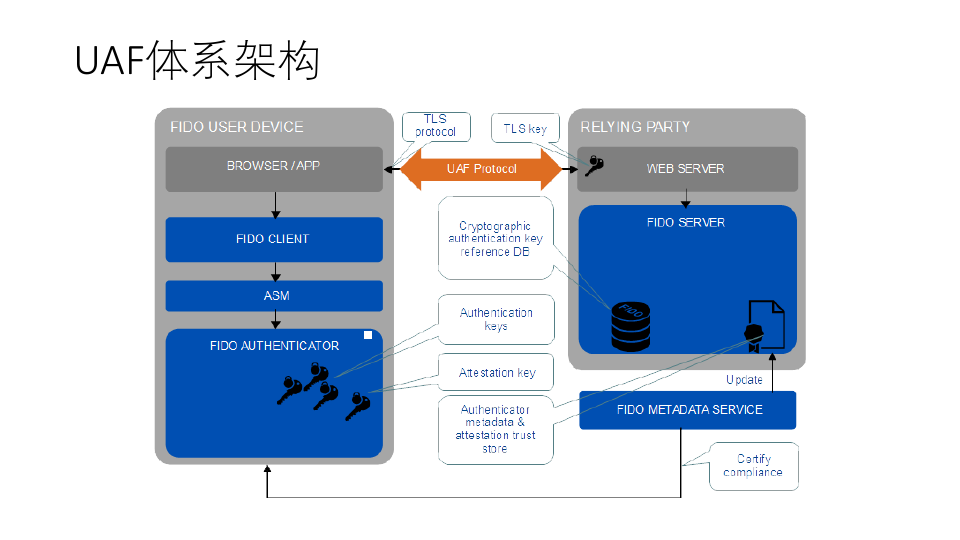 UAF体系架构
FIDO USER DEVICE
BROWSER / APP
FIDO CLIENT
ASM
FIDO AUTHENTICATOR
TLS
protocol
TLS key
UAF Protocol
RELYING PARTY
WEB SERVER
FIDO SERVER
Cryptographic
authentication key
reference DB
FIDO
Authentication
keys
Attestation key
Authenticator
metadata &
attestation trust
store
Update
FIDO METADATA SERVICE
Certify
compliance